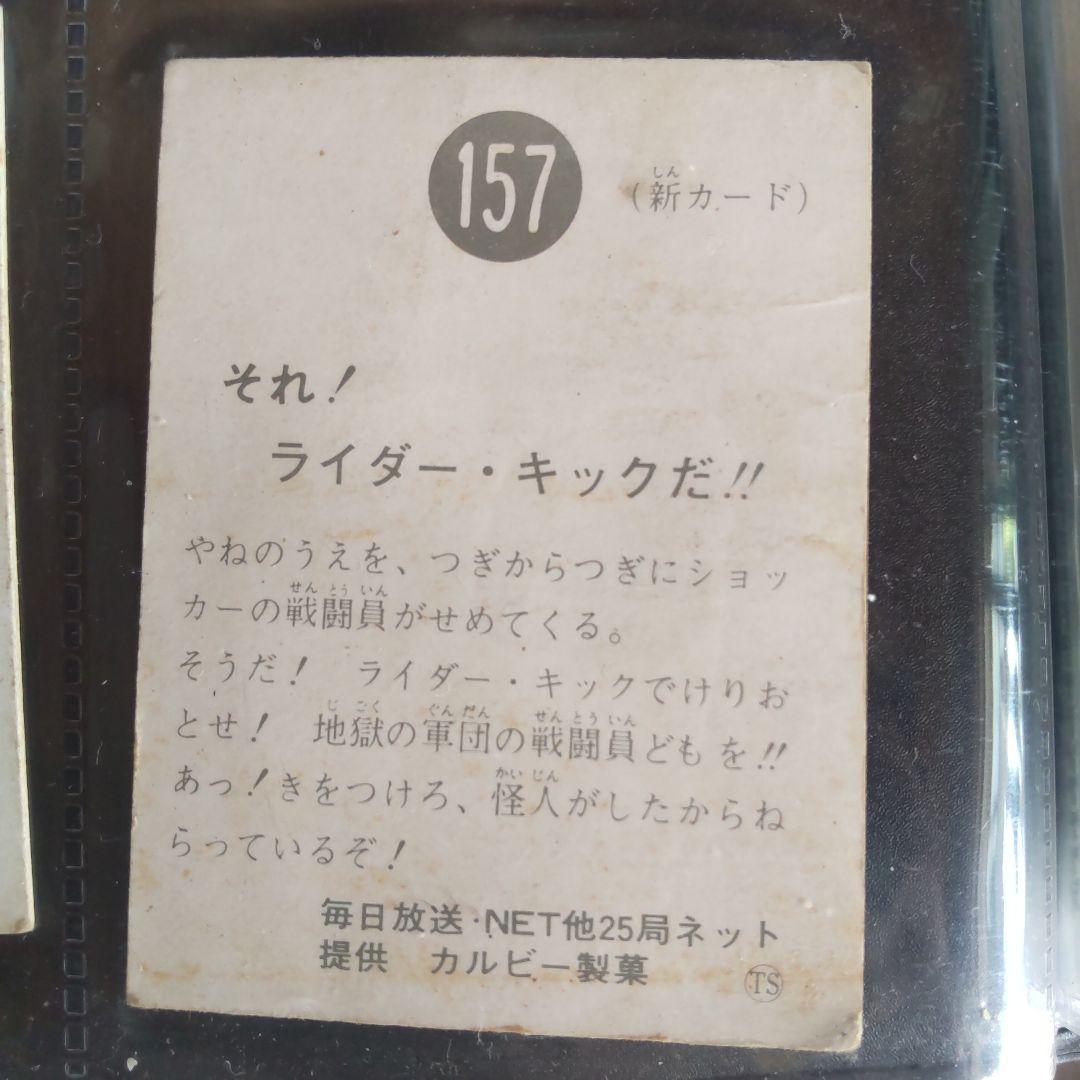 157
(新カード)
それ!
ライダー・キックだ!!
やねのうえを、つぎからつぎにショッ
カーの戦闘員がせめてくる。
そうだ! ライダー・キックでけりお
とせ! 地獄の軍団の戦闘員どもを!!
あっ!きをつけろ、怪人がしたからね
らっているぞ!
毎日放送・NET他25局ネット
提供 カルビー製菓
TS